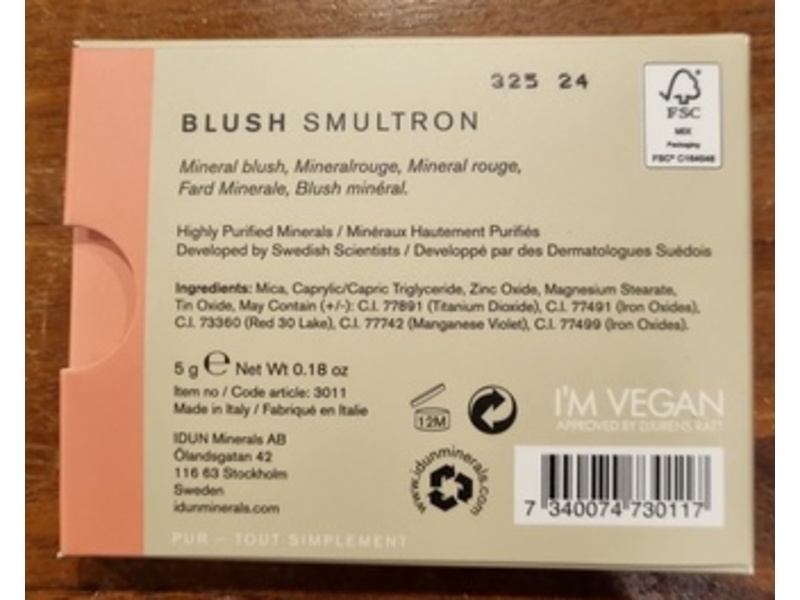 325 24
FSC
MIX
Packaging
FSC® C164948
BLUSH SMULTRON
Mineral blush, Mineralrouge, Mineral rouge,
Fard Minerale, Blush minéral.
Highly Purified Minerals / Minéraux Hautement Purifiés
Developed by Swedish Scientists / Developpé par des Dermatologues Suédois
Ingredients: Mica, Caprylic/Capric Triglyceride, Zinc Oxide, Magnesium Stearate,
Tin Oxide, May Contain (+/-): C.I. 77891 (Titanium Dioxide), C.I. 77491 (Iron Oxides),
C.I. 73360 (Red 30 Lake), C.I. 77742 (Manganese Violet), C.I. 77499 (Iron Oxides).
5 g ℮ Net Wt 0.18 oz
Item no / Code article: 3011
Made in Italy / Fabriqué en Italie
12M
I'M VEGAN
APPROVED BY DJURENS RÄTT
IDUN Minerals AB
Ölandsgatan 42
116 63 Stockholm
Sweden
idunminerals.com
www.idunminerals.com
7 340074 730117
PUR – TOUT SIMPLEMENT